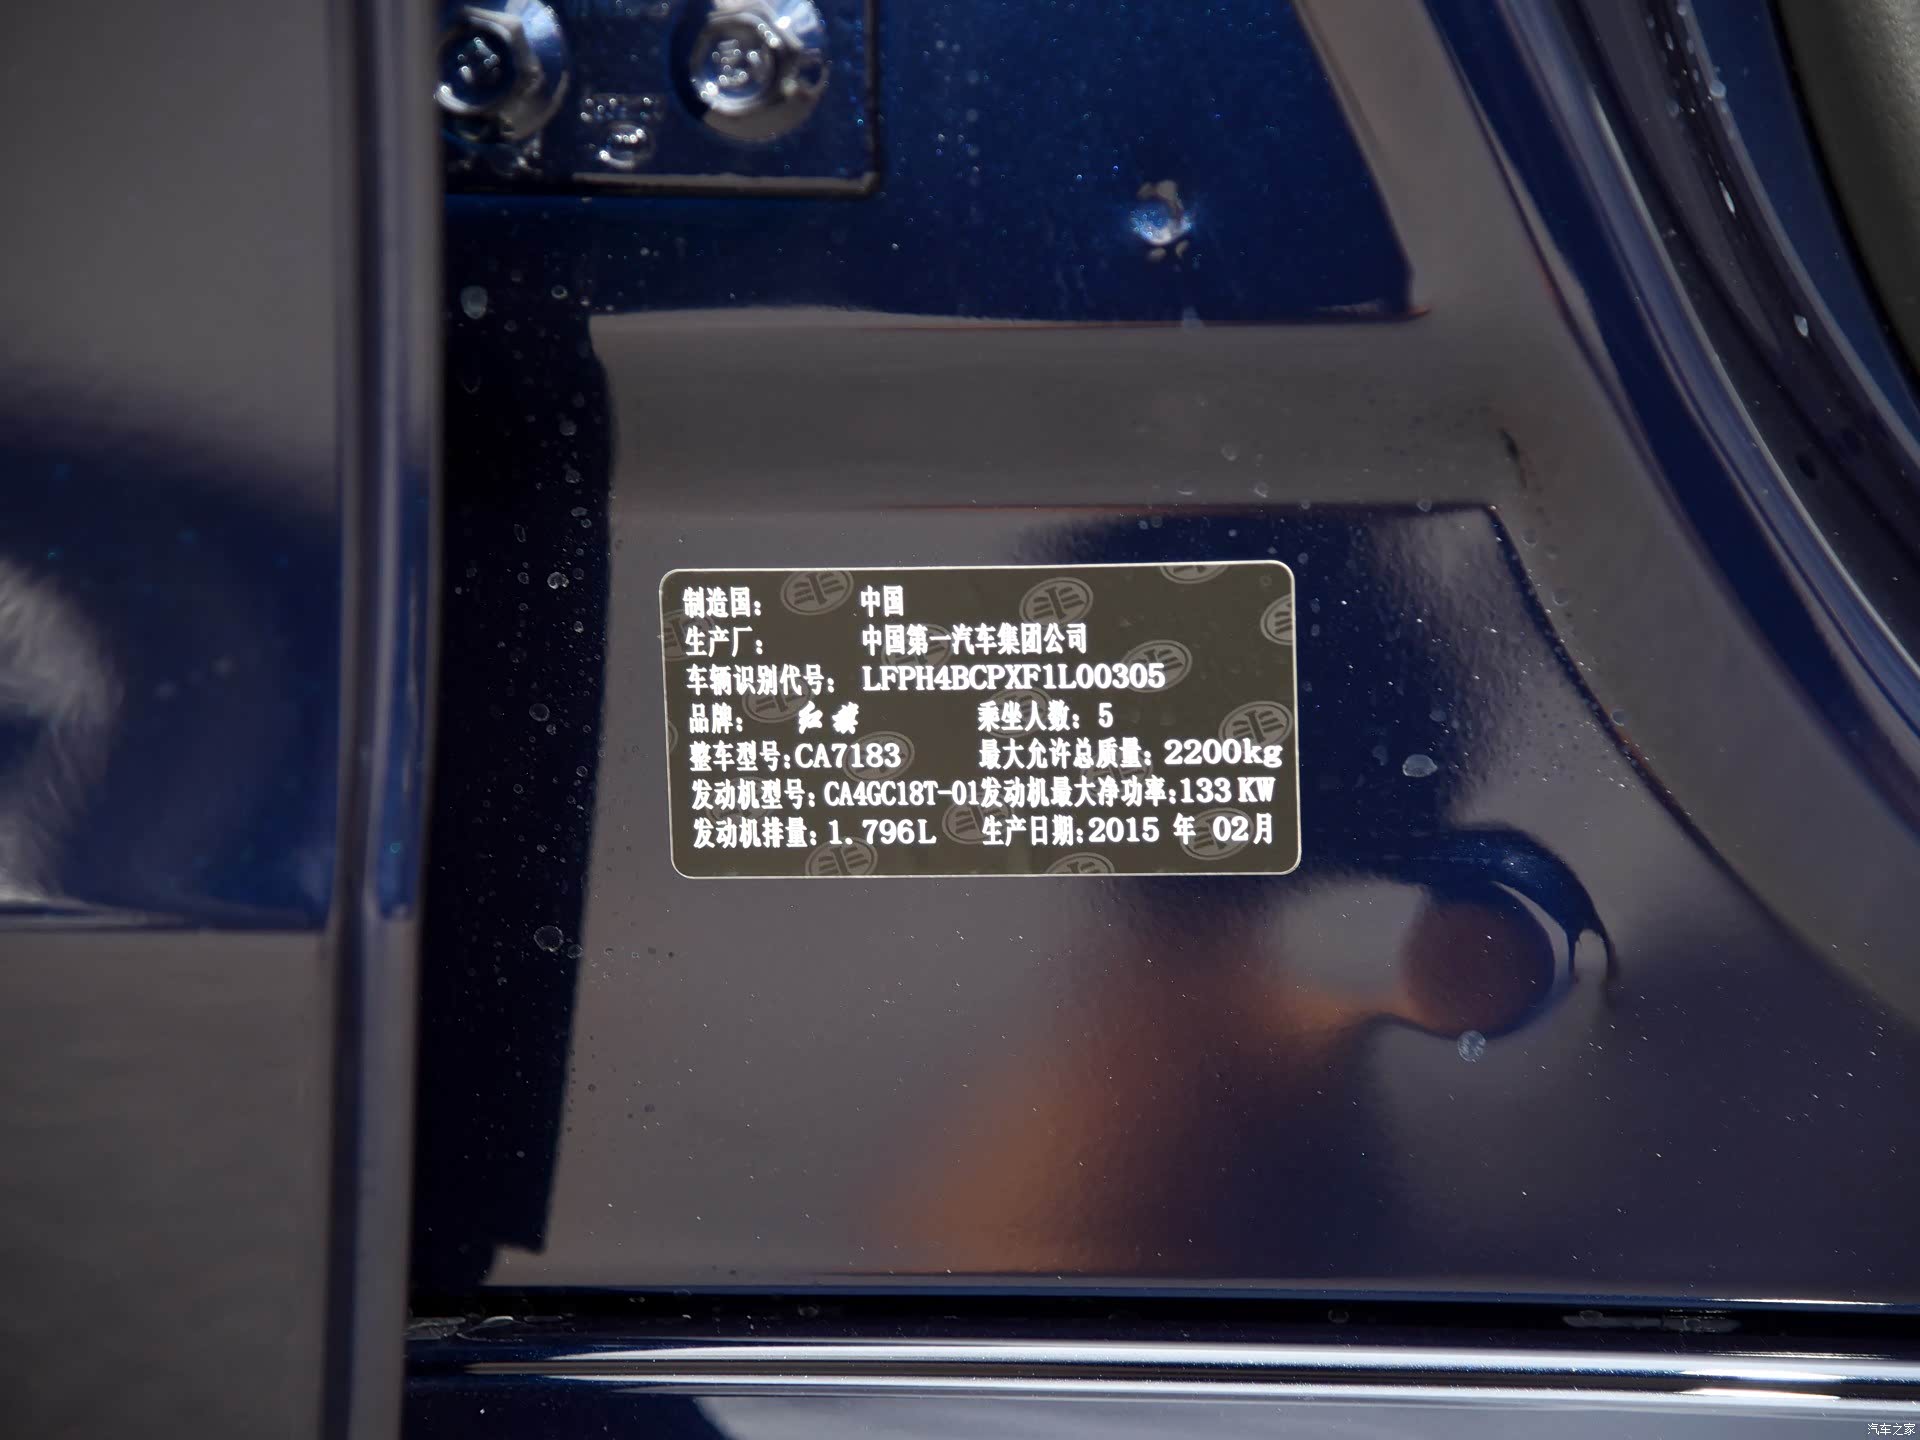 制造国： 中国
生产厂： 中国第一汽车集团公司
车辆识别代号： LFPH4BCPXF1L00305
品牌： 红旗 乘坐人数： 5
整车型号:CA7183 最大允许总质量: 2200kg
发动机型号: CA4GC18T-01发动机最大净功率:133 KW
发动机排量: 1.796L 生产日期:2015 年 02月
汽车之家